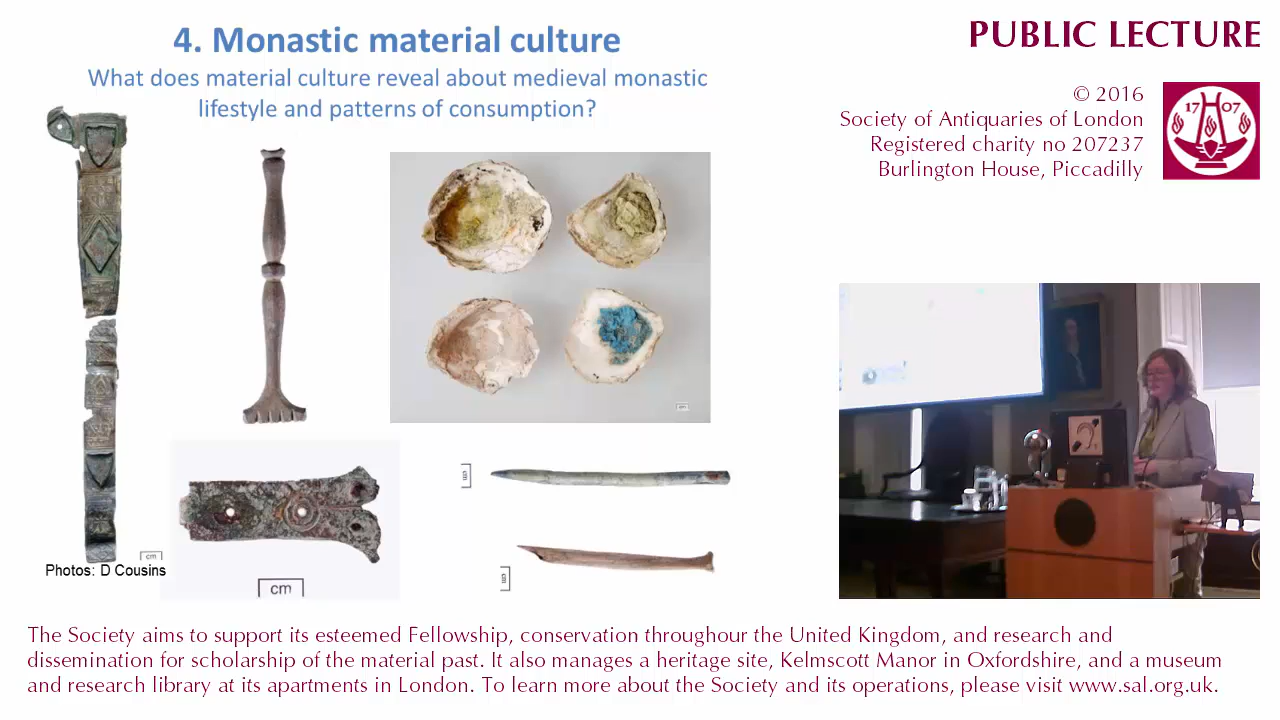 4. Monastic material culture
What does material culture reveal about medieval monastic
lifestyle and patterns of consumption?
cm
Photos: D Cousins
cm
cm
cm
PUBLIC LECTURE
© 2016
Society of Antiquaries of London
Registered charity no 207237
Burlington House, Piccadilly
17 07
The Society aims to support its esteemed Fellowship, conservation throughour the United Kingdom, and research and
dissemination for scholarship of the material past. It also manages a heritage site, Kelmscott Manor in Oxfordshire, and a museum
and research library at its apartments in London. To learn more about the Society and its operations, please visit www.sal.org.uk.